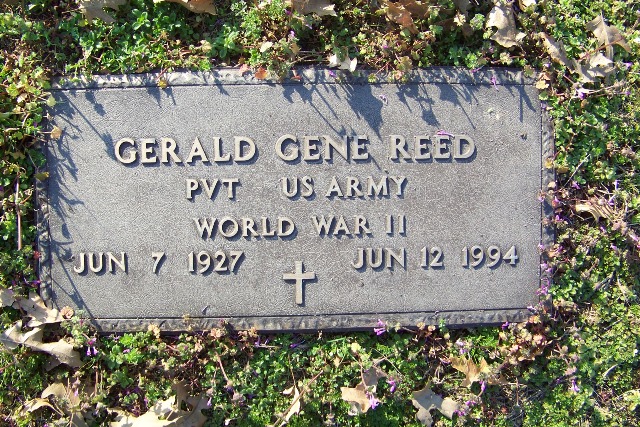 GERALD GENE REED
PVT US ARMY
WORLD WAR II
JUN 7 1927 JUN 12 1994